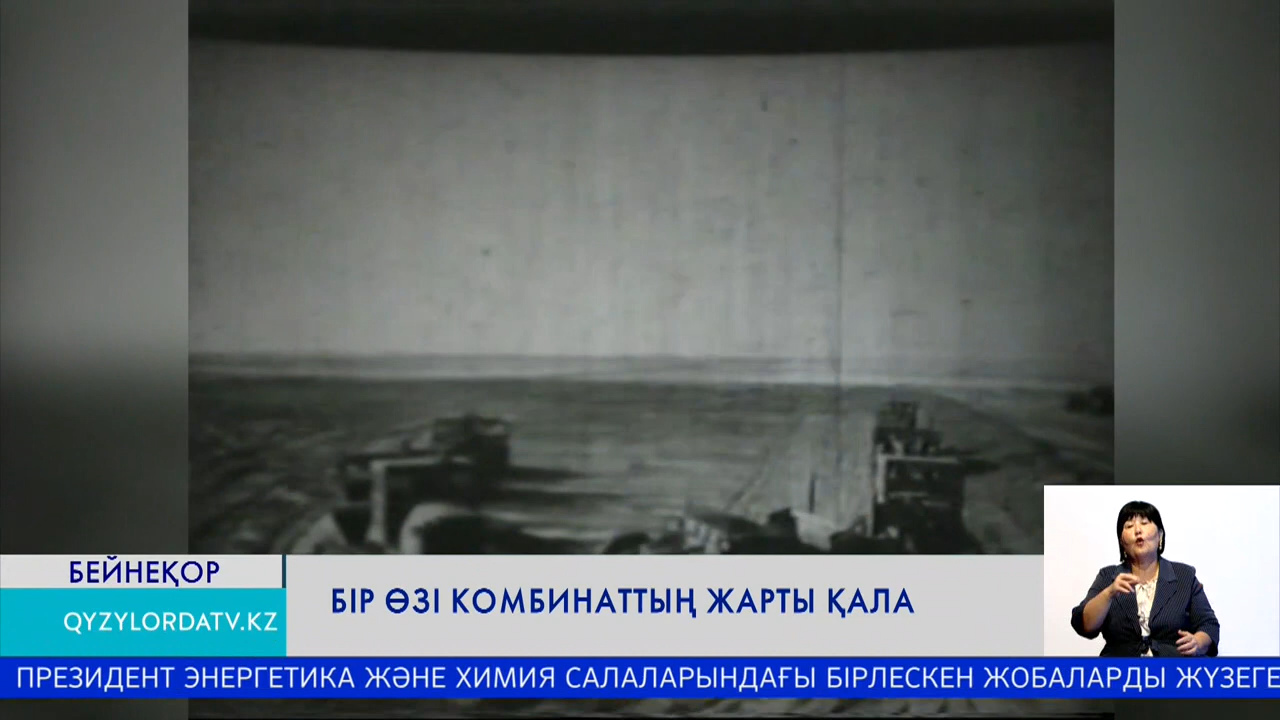 БЕЙНЕҚОР
QYZYLORDATV.KZ
БІР ӨЗІ КОМБИНАТТЫҢ ЖАРТЫ ҚАЛА
ПРЕЗИДЕНТ ЭНЕРГЕТИКА ЖӘНЕ ХИМИЯ САЛАЛАРЫНДАҒЫ БІРЛЕСКЕН ЖОБАЛАРДЫ ЖҮЗЕГЕ